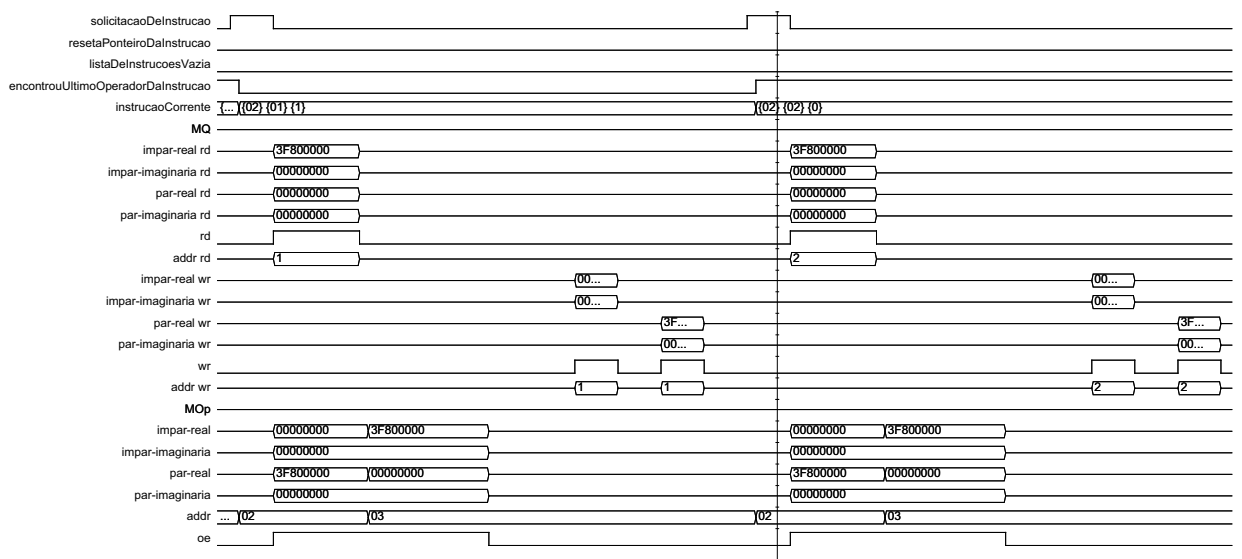 solicitacaoDeInstrucao
resetaPonteiroDaInstrucao
listaDeInstrucoesVazia
encontrouUltimoOperadorDaInstrucao
instrucaoCorrente {... {{02} {01} {1} {{02} {02} {0}
MQ
impar-real rd 3F800000 3F800000
impar-imaginaria rd 00000000 00000000
par-real rd 00000000 00000000
par-imaginaria rd 00000000 00000000
rd
addr rd 1 2
impar-real wr 00... 00...
impar-imaginaria wr 00... 00...
par-real wr 3F... 3F...
par-imaginaria wr 00... 00...
wr
addr wr 1 1 2 2
MOp
impar-real 00000000 3F800000 00000000 3F800000
impar-imaginaria 00000000 00000000
par-real 3F800000 00000000 3F800000 00000000
par-imaginaria 00000000 00000000
addr ... 02 03 02 03
oe